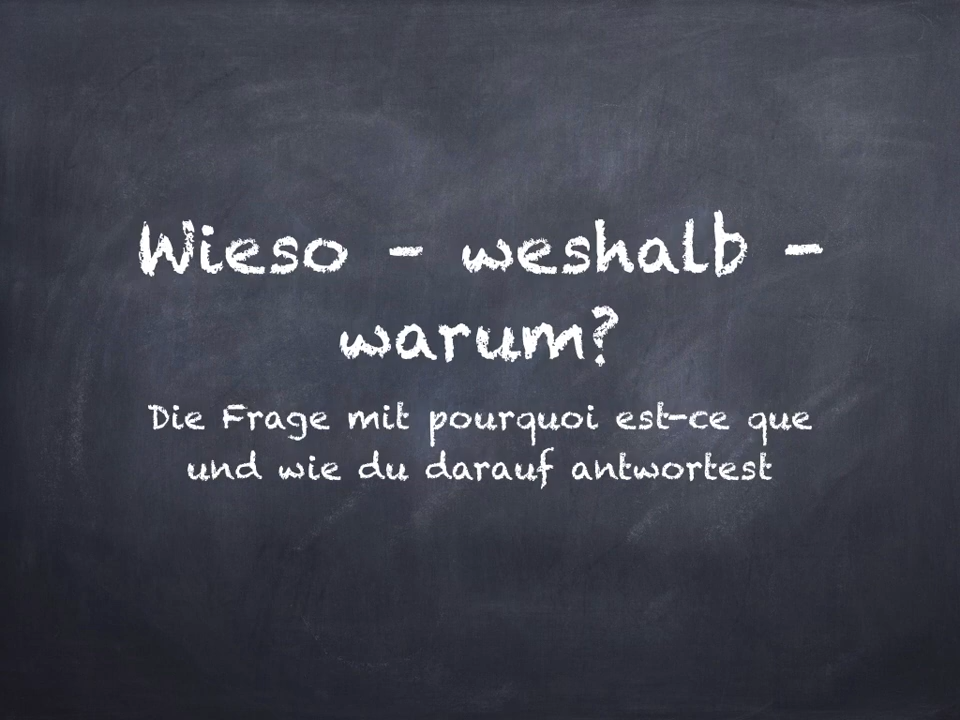 Wieso - weshalb -
warum?
Die Frage mit pourquoi est-ce que
und wie du darauf antwortest